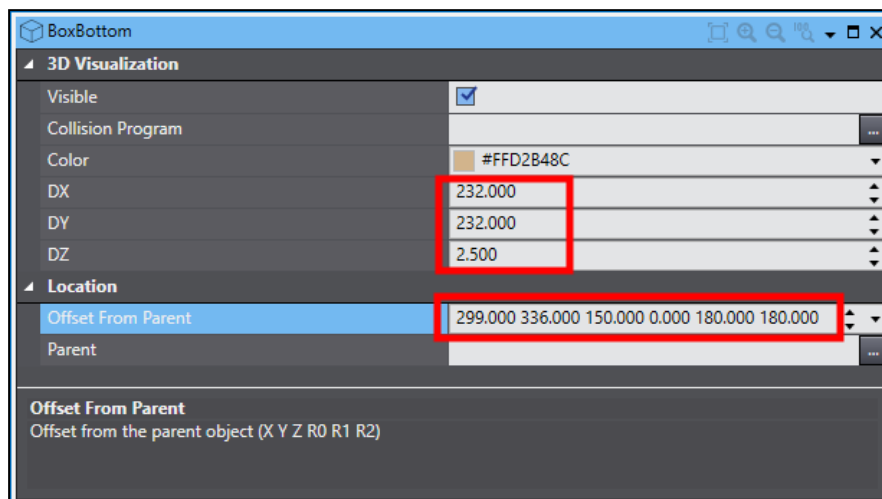 BoxBottom
3D Visualization
Visible
Collision Program
...
Color #FFD2B48C
DX 232.000
DY 232.000
DZ 2.500
Location
Offset From Parent 299.000 336.000 150.000 0.000 180.000 180.000
Parent
...
Offset From Parent
Offset from the parent object (X Y Z R0 R1 R2)